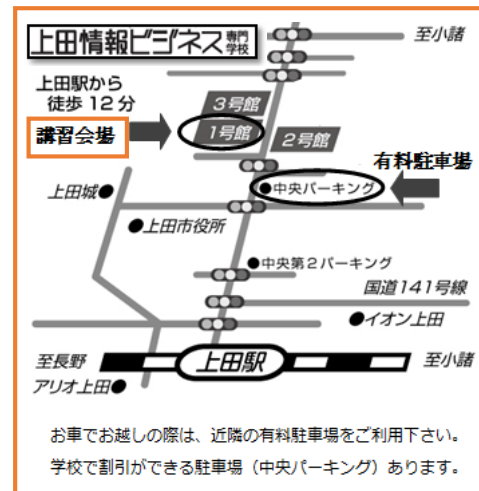 上田情報ビジネス専門学校
至小諸
上田駅から
徒歩12分
3号館
講習会場
1号館
2号館
有料駐車場
上田城
中央パーキング
上田市役所
中央第2パーキング
国道141号線
イオン上田
至長野
上田駅
至小諸
アリオ上田
お車でお越しの際は、近隣の有料駐車場をご利用下さい。
学校で割引ができる駐車場（中央パーキング）あります。